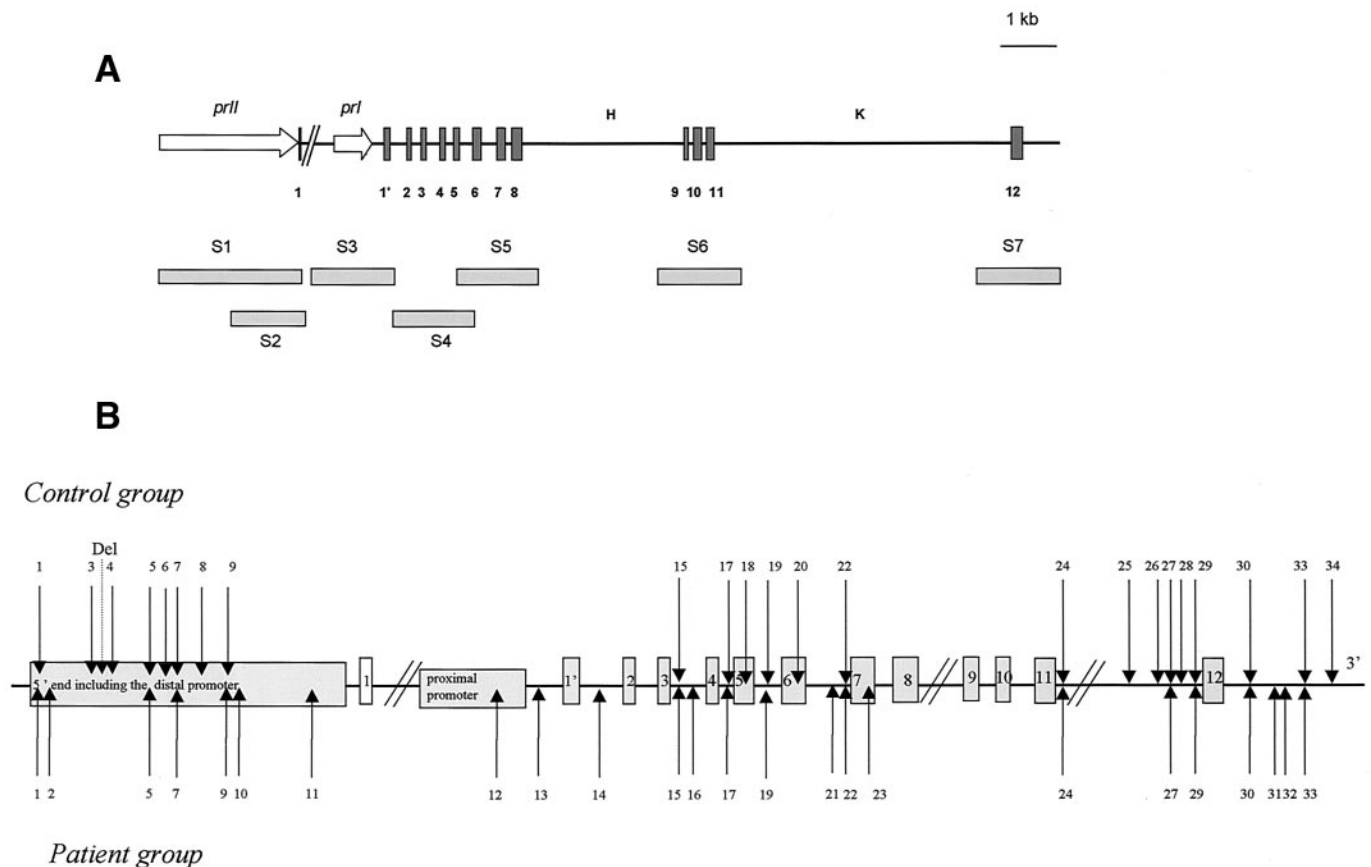 1 kb
A
prII prI H K
1 1' 2 3 4 5 6 7 8 9 10 11 12
S1 S3 S5 S6 S7
S2 S4
B
Control group
Del
1 3 4 5 6 7 8 9 15 17 18 19 20 22 24 25 26 27 28 29 30 33 34
3'
5' end including the distal promoter 1 proximal 1' 2 3 4 5 6 7 8 9 10 11 12
promoter
1 2 5 7 9 10 11 12 13 14 15 16 17 19 21 22 23 24 27 29 30 31 32 33
Patient group